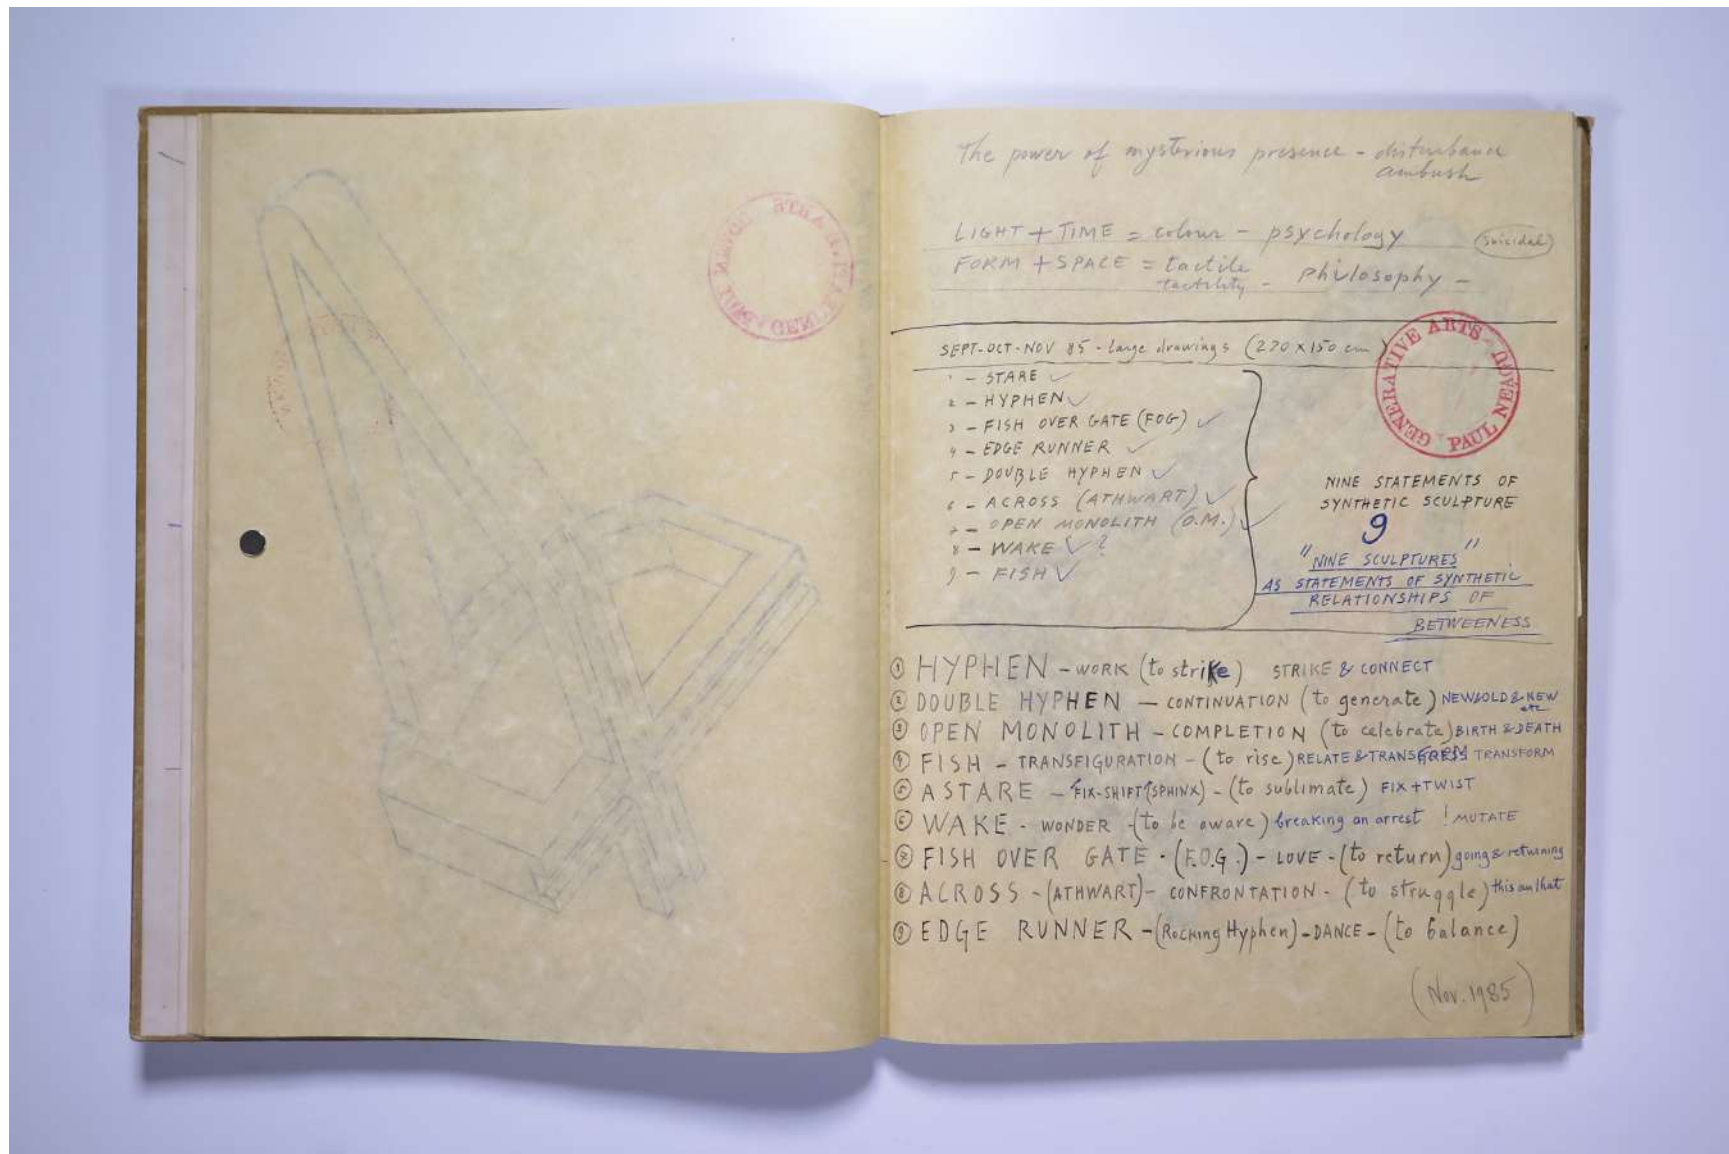 The power of mysterious presence - disturbance
ambush
LIGHT + TIME = colour - psychology (suicidal)
FORM + SPACE = tactile
tactility - philosophy -
SEPT-OCT-NOV 85 - Large drawings (270 x 150 cm)
1 - STARE ✓
2 - HYPHEN ✓
3 - FISH OVER GATE (FOG) ✓
4 - EDGE RUNNER ✓
5 - DOUBLE HYPHEN ✓
6 - ACROSS (ATHWART) ✓
7 - OPEN MONOLITH (O.M.) ✓
8 - WAKE ✓ ?
9 - FISH ✓
GENERATIVE ARTS PAUL NEAGU
NINE STATEMENTS OF
SYNTHETIC SCULPTURE
9
"NINE SCULPTURES"
AS STATEMENTS OF SYNTHETIC
RELATIONSHIPS OF
BETWEENESS
① HYPHEN - WORK (to strike) STRIKE & CONNECT
② DOUBLE HYPHEN - CONTINUATION (to generate) NEW&OLD & NEW
etc
③ OPEN MONOLITH - COMPLETION (to celebrate) BIRTH & DEATH
④ FISH - TRANSFIGURATION - (to rise) RELATE & TRANSGRESS TRANSFORM
⑤ A STARE - FIX-SHIFT (SPHINX) - (to sublimate) FIX + TWIST
⑥ WAKE - WONDER - (to be aware) breaking an arrest ! MUTATE
⑦ FISH OVER GATE - (F.O.G.) - LOVE - (to return) going & returning
⑧ ACROSS - (ATHWART) - CONFRONTATION - (to struggle) this on that
⑨ EDGE RUNNER - (Rocking Hyphen) - DANCE - (to balance)
(Nov. 1985)